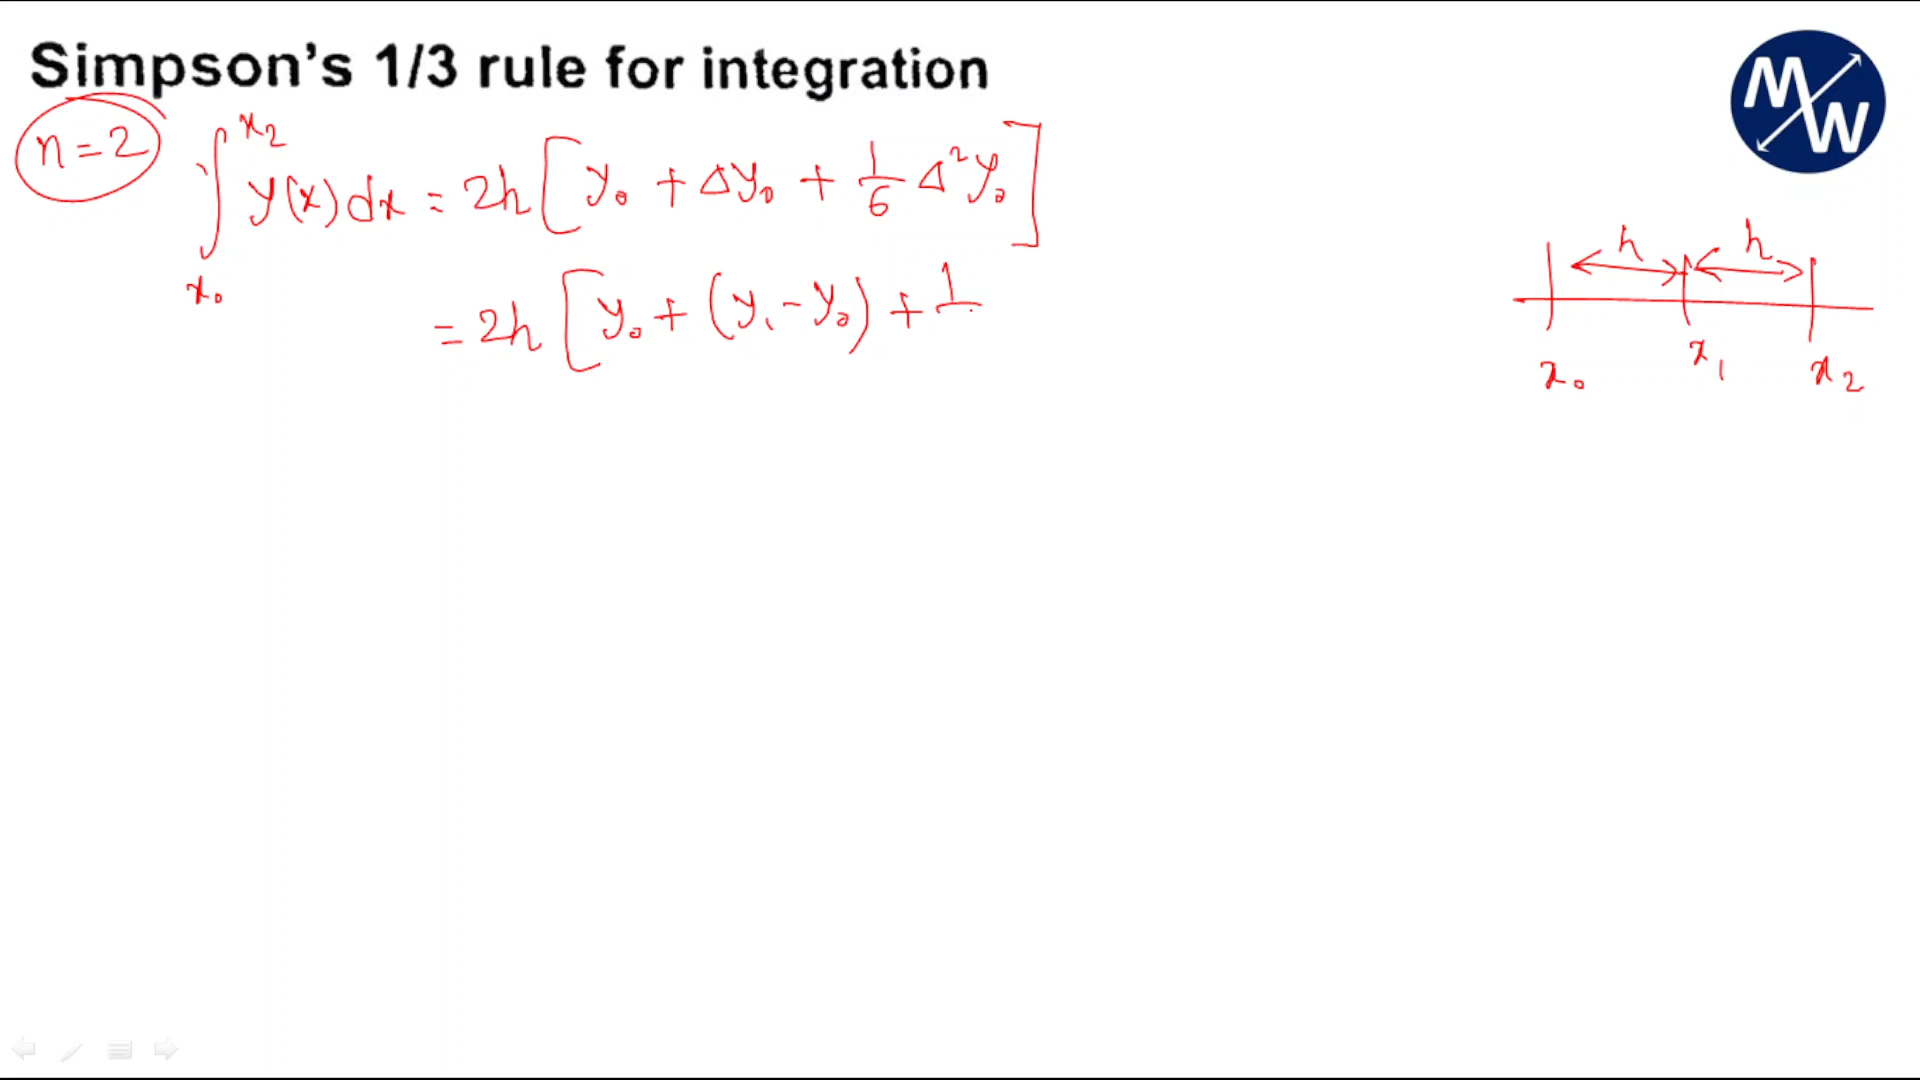 Simpson's 1/3 rule for integration
MW
n=2
∫_{x₀}^{x₂} y(x)dx = 2h[y₀ + Δy₀ + 1/6 Δ²y₀]
= 2h[y₀ + (y₁ - y₀) + 1/
h h
x₀ x₁ x₂